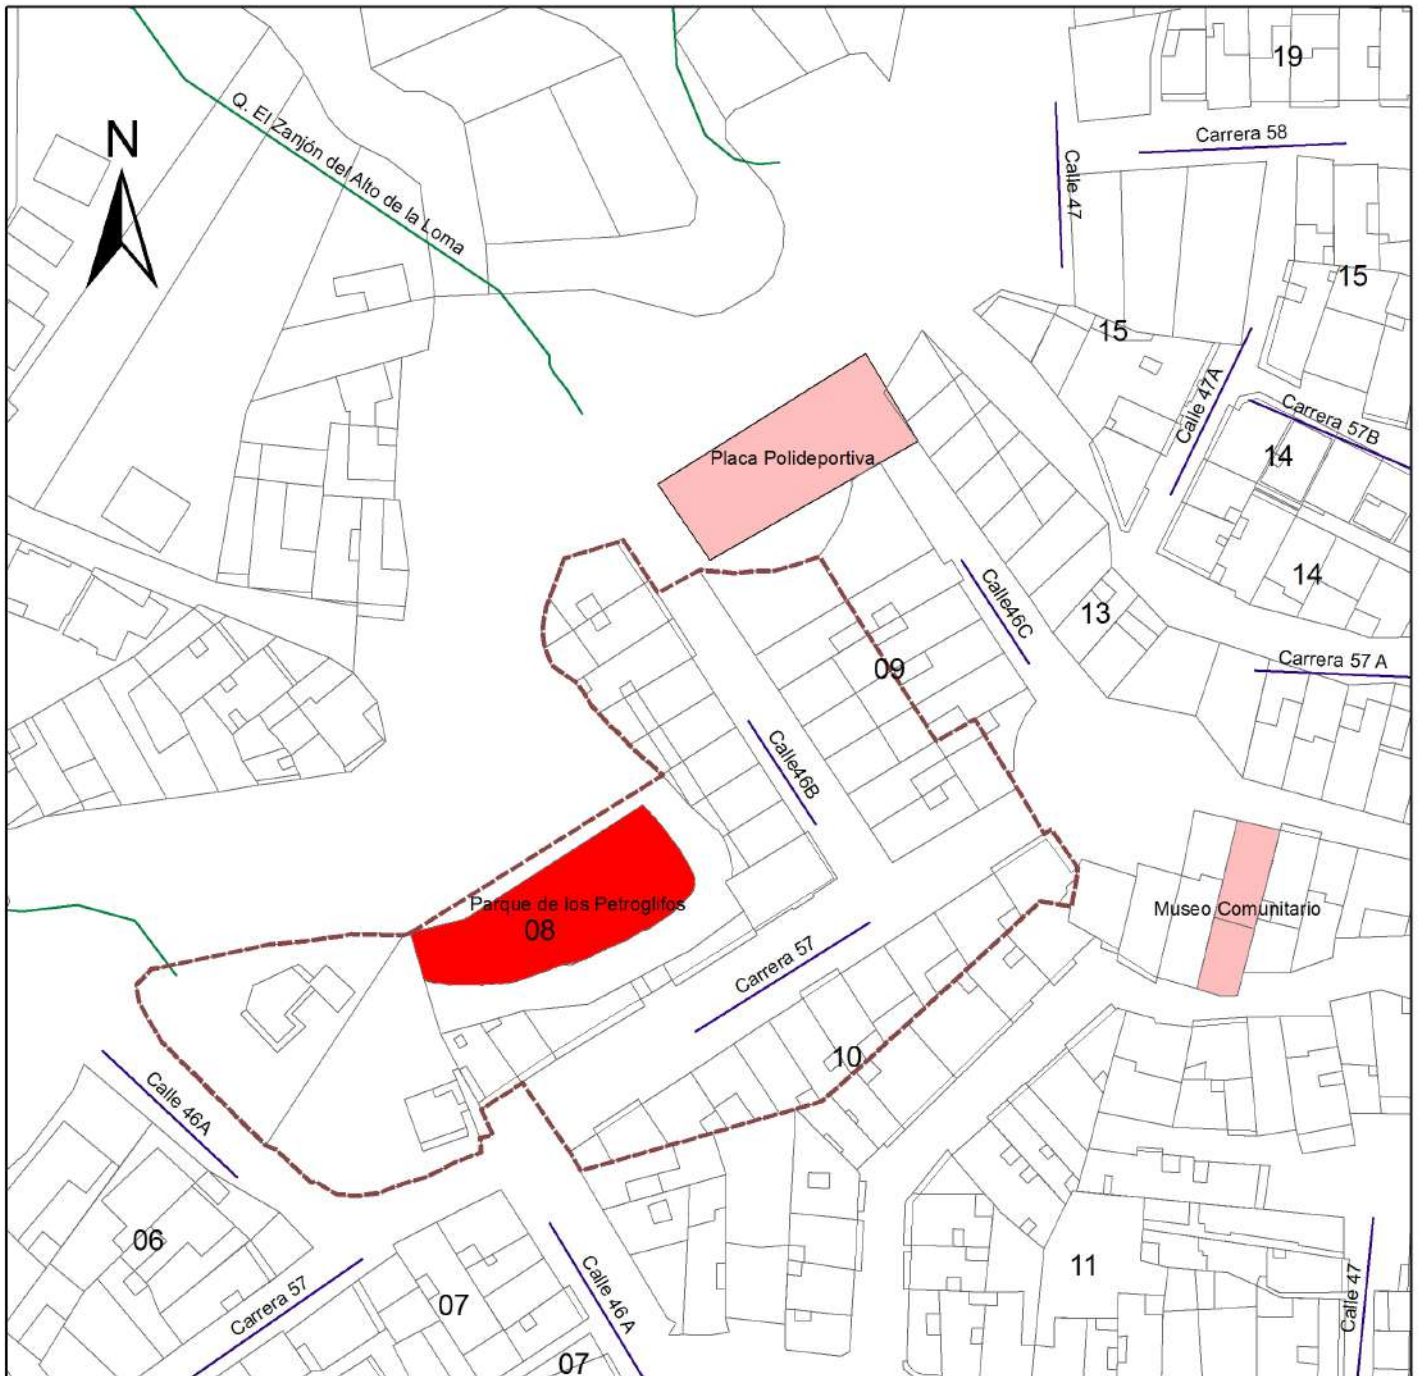 19
Carrera 58
N
Q. El Zanjón del Alto de la Loma
Calle 47
15
15
Calle 47A
Carrera 57B
14
Placa Polideportiva
14
Calle46C
13
Carrera 57 A
09
Calle46B
Parque de los Petroglifos
08
Museo Comunitario
Carrera 57
10
Calle 46A
06
11
Carrera 57
07
Calle 46 A
Calle 47
07